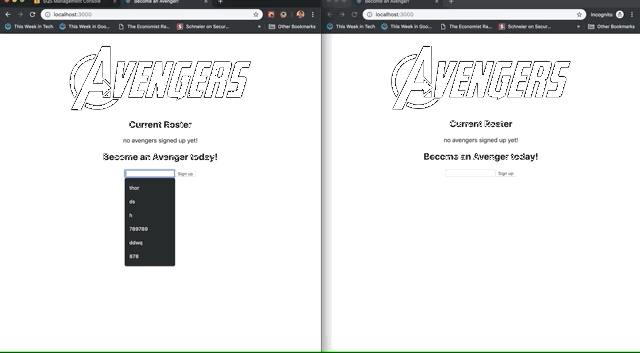 SQS Management Console
Become an Avenger!
localhost:3000
This Week in Tech
This Week in Goo...
The Economist Ra...
Schneier on Secur...
»
Other Bookmarks
AVENGERS
Current Roster
no avengers signed up yet!
Become an Avenger today!
Sign up
thor
ds
h
789789
ddwq
878
Become an Avenger!
localhost:3000
Incognito
This Week in Tech
This Week in Goo...
The Economist Ra...
Schneier on Secur...
»
Other Bookmarks
AVENGERS
Current Roster
no avengers signed up yet!
Become an Avenger today!
Sign up